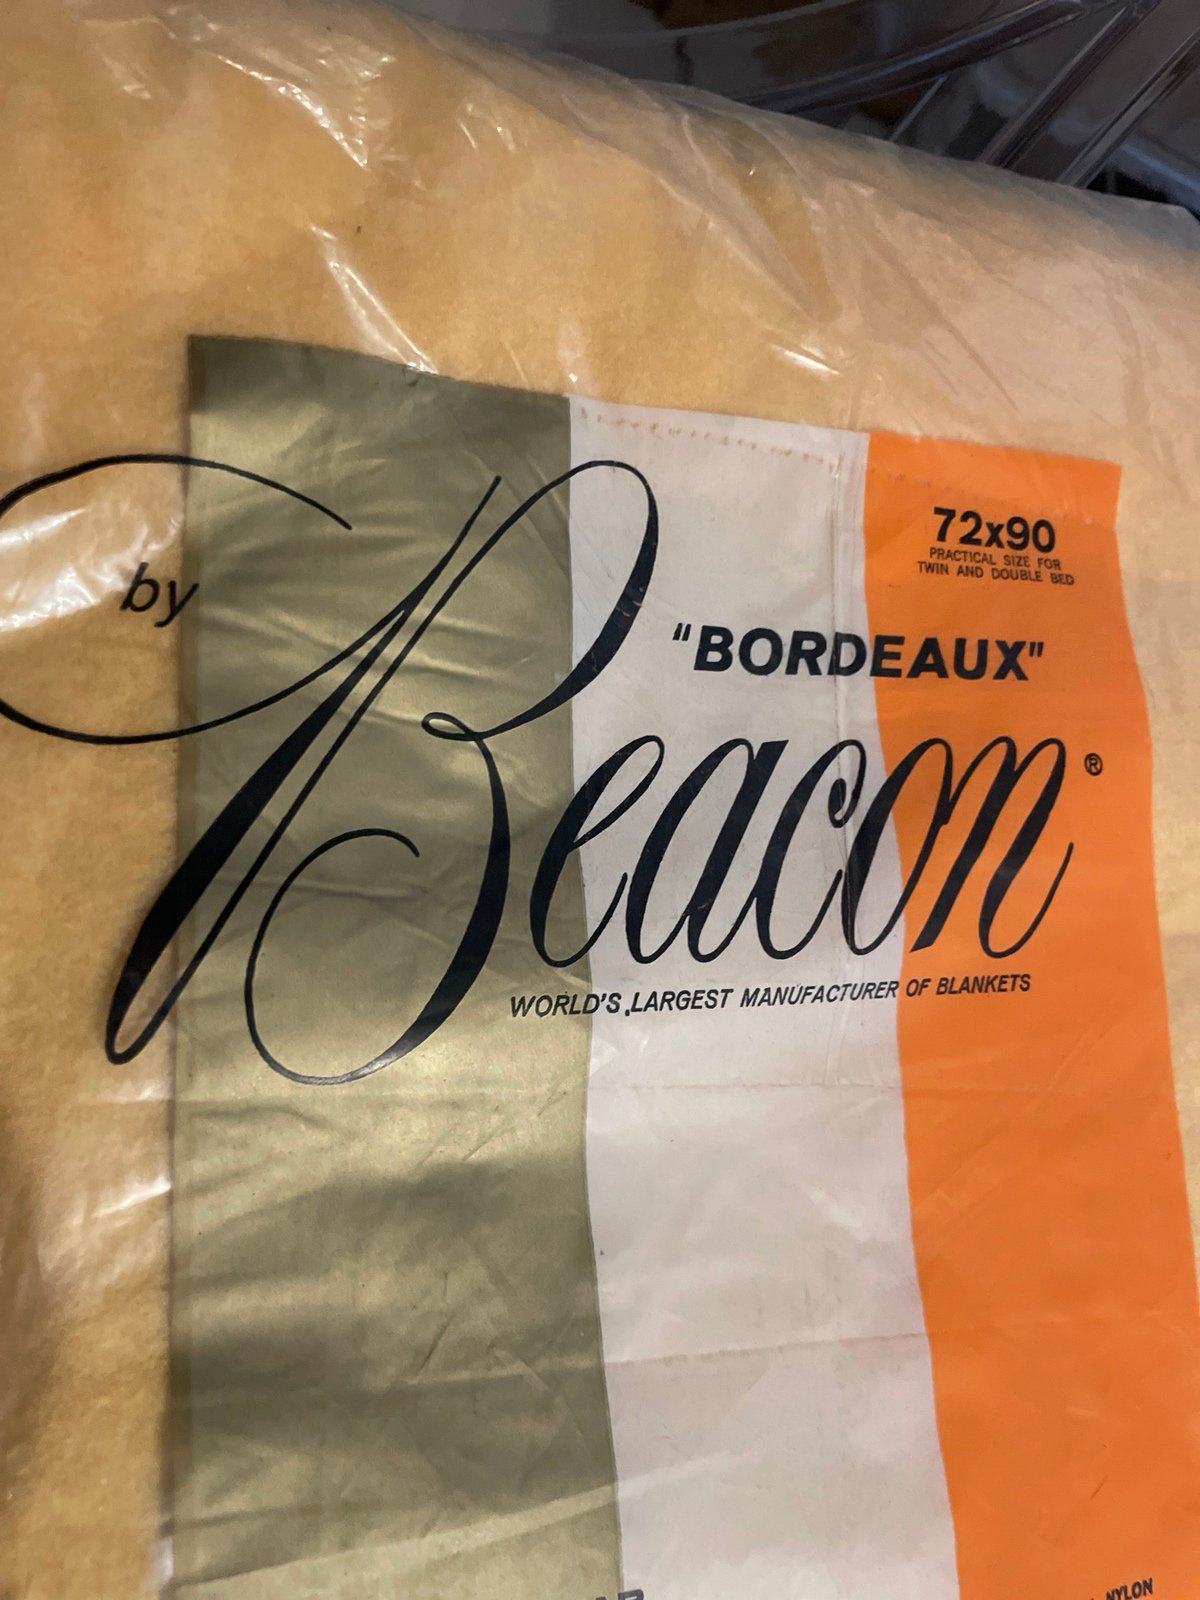 72x90
PRACTICAL SIZE FOR
TWIN AND DOUBLE BED
by
"BORDEAUX"
Beacon®
WORLD'S LARGEST MANUFACTURER OF BLANKETS
NYLON